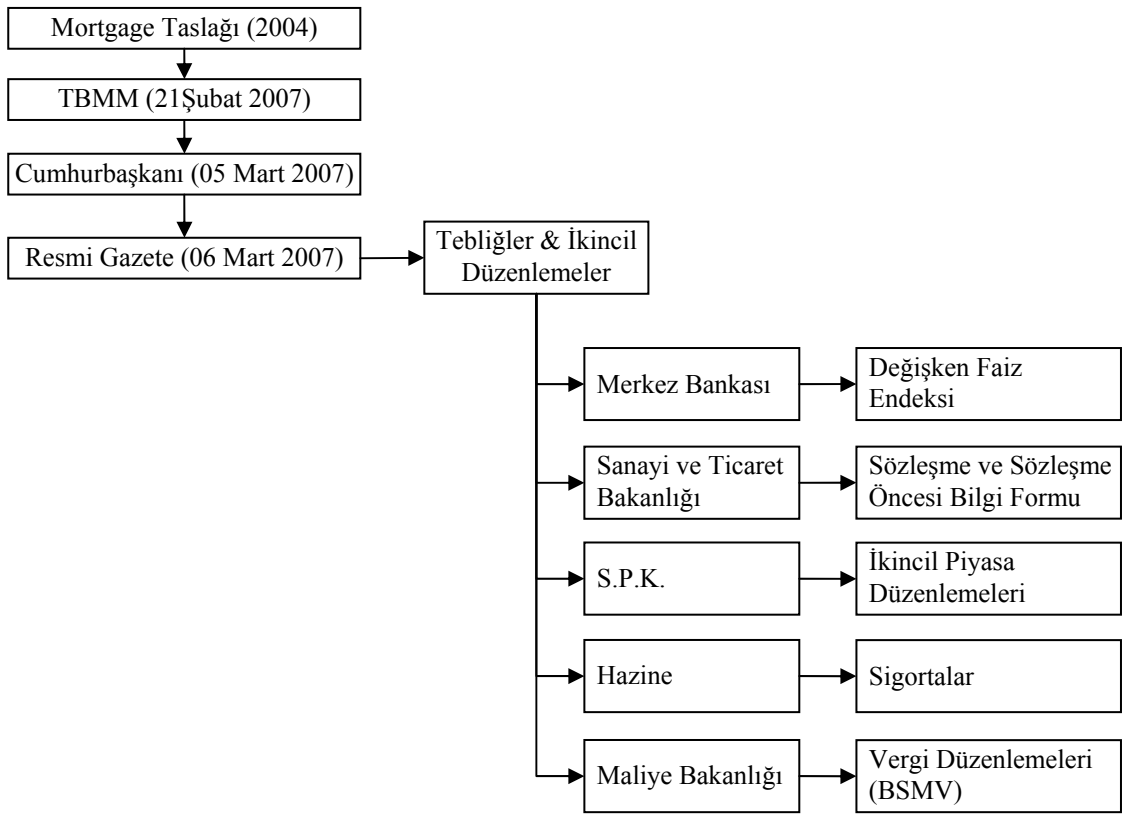 Mortgage Taslağı (2004)
TBMM (21Şubat 2007)
Cumhurbaşkanı (05 Mart 2007)
Resmi Gazete (06 Mart 2007)
Tebliğler & İkincil
Düzenlemeler
Merkez Bankası
Değişken Faiz
Endeksi
Sanayi ve Ticaret
Bakanlığı
Sözleşme ve Sözleşme
Öncesi Bilgi Formu
S.P.K.
İkincil Piyasa
Düzenlemeleri
Hazine
Sigortalar
Maliye Bakanlığı
Vergi Düzenlemeleri
(BSMV)